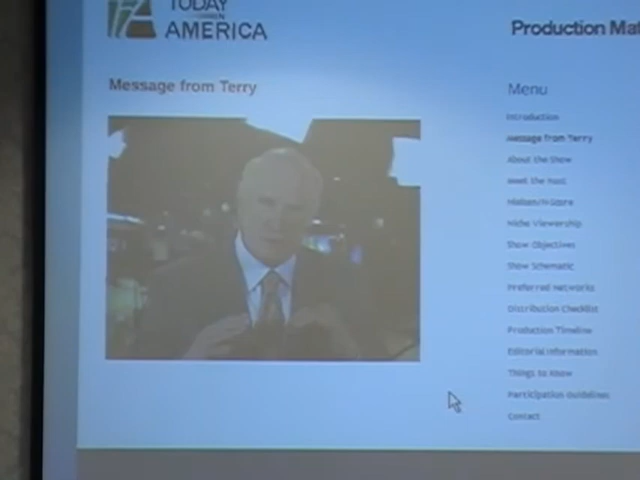 TODAY
AMERICA
Production Mat
Message from Terry
Menu
Introduction
Message from Terry
About the Show
Meet the Host
Nielsen/N-Score
Niche Viewership
Show Objectives
Show Schematic
Preferred Networks
Distribution Checklist
Production Timeline
Editorial Information
Things to Know
Participation Guidelines
Contact